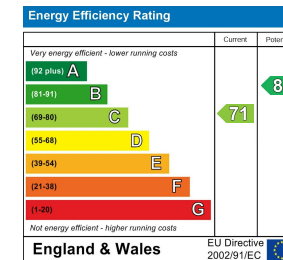 Energy Efficiency Rating
Current
Very energy efficient - lower running costs
(92 plus) A
(81-91) B
8
(69-80) C
71
(55-68) D
(39-54) E
(21-38) F
(1-20) G
Not energy efficient - higher running costs
England & Wales
EU Directive
2002/91/EC